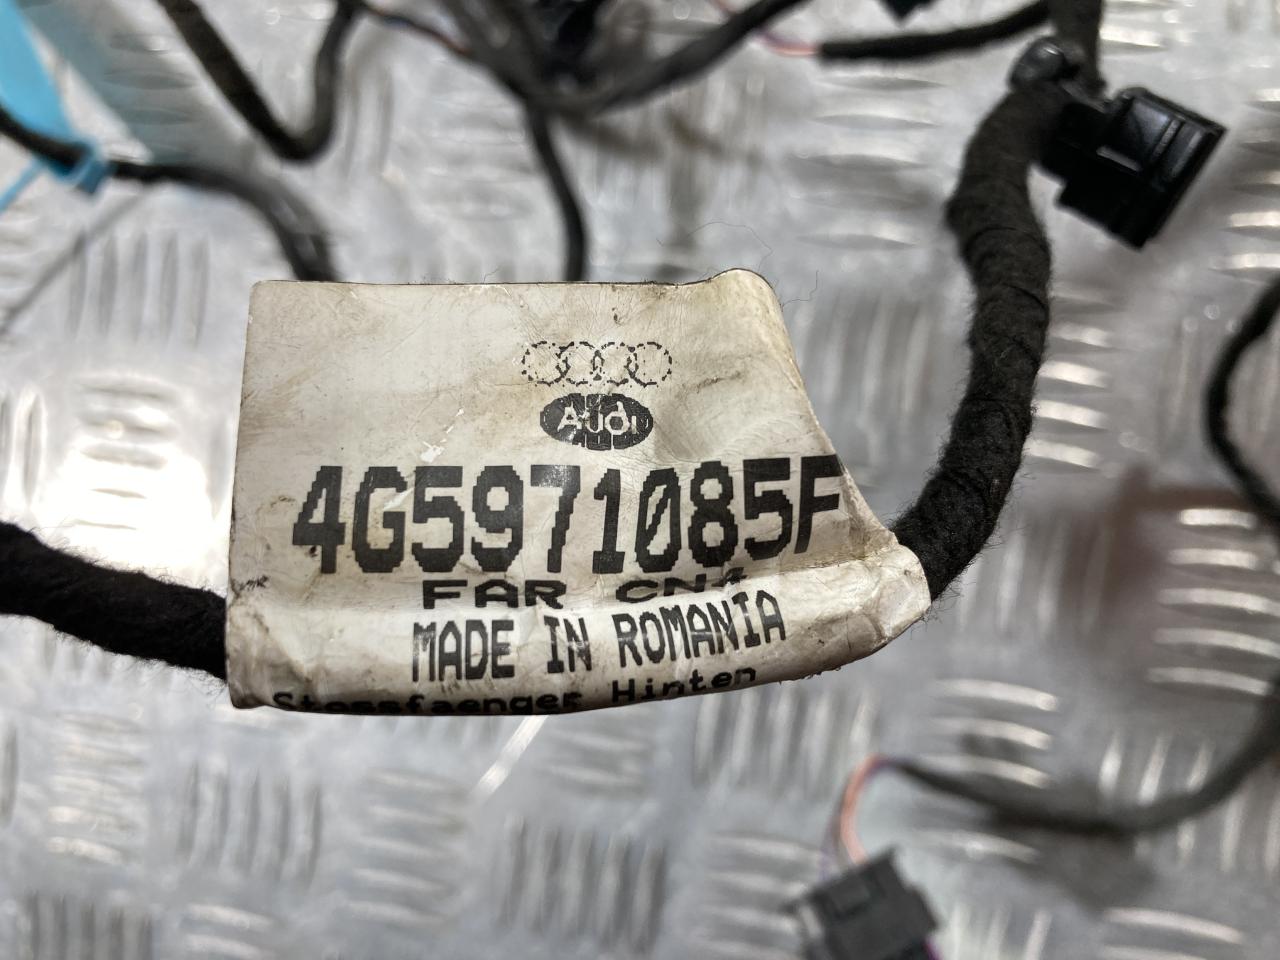 Audi
4G5971085F
FAR CN4
MADE IN ROMANIA
Stossfaenger Hinten